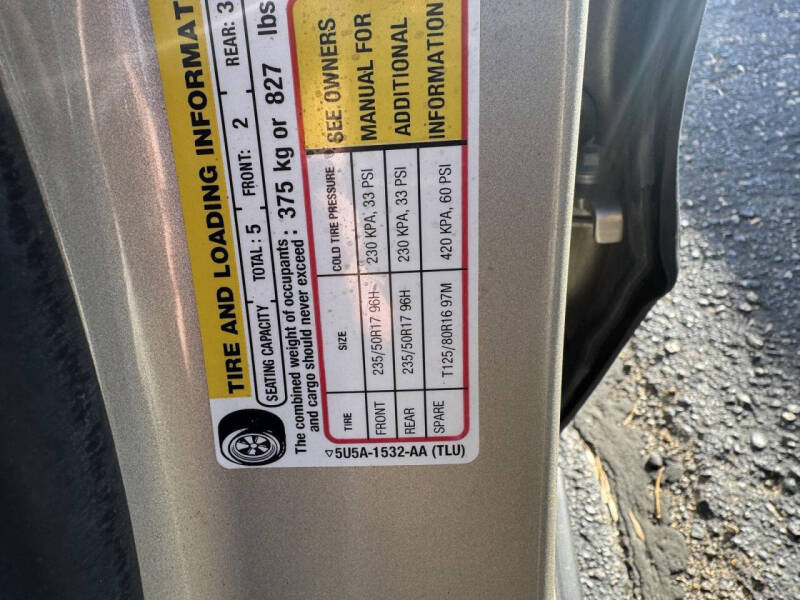 TIRE AND LOADING INFORMAT
SEATING CAPACITY TOTAL : 5 FRONT: 2 REAR: 3
The combined weight of occupants : 375 kg or 827 lbs
and cargo should never exceed :
TIRE SIZE COLD TIRE PRESSURE
FRONT 235/50R17 96H 230 KPA, 33 PSI
REAR 235/50R17 96H 230 KPA, 33 PSI
SPARE T125/80R16 97M 420 KPA, 60 PSI
SEE OWNERS
MANUAL FOR
ADDITIONAL
INFORMATION
5U5A-1532-AA (TLU)